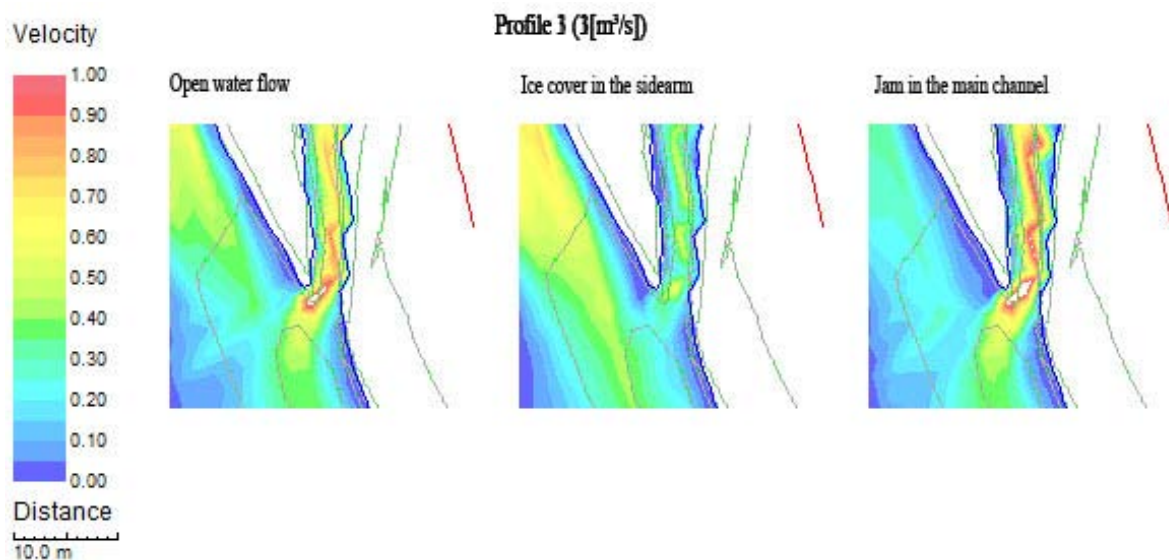 Profile 3 (3[m³/s])
Velocity
Open water flow
Ice cover in the sidearm
Jam in the main channel
1.00
0.90
0.80
0.70
0.60
0.50
0.40
0.30
0.20
0.10
0.00
Distance
10.0 m